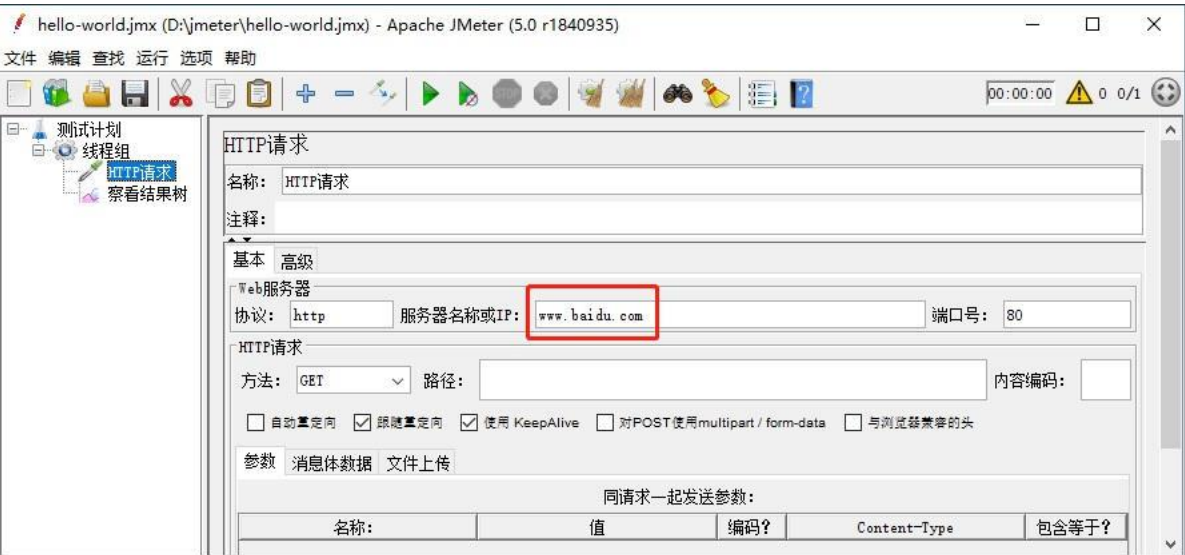 hello-world.jmx (D:\jmeter\hello-world.jmx) - Apache JMeter (5.0 r1840935)
文件 编辑 查找 运行 选项 帮助
STOP
00:00:00 0 0/1
测试计划
线程组
HTTP请求
察看结果树
HTTP请求
名称: HTTP请求
注释:
基本 高级
Web服务器
协议: http 服务器名称或IP: www.baidu.com 端口号: 80
HTTP请求
方法: GET 路径: 内容编码:
自动重定向 跟随重定向 使用 KeepAlive 对POST使用multipart / form-data 与浏览器兼容的头
参数 消息体数据 文件上传
同请求一起发送参数:
名称: 值 编码? Content-Type 包含等于?